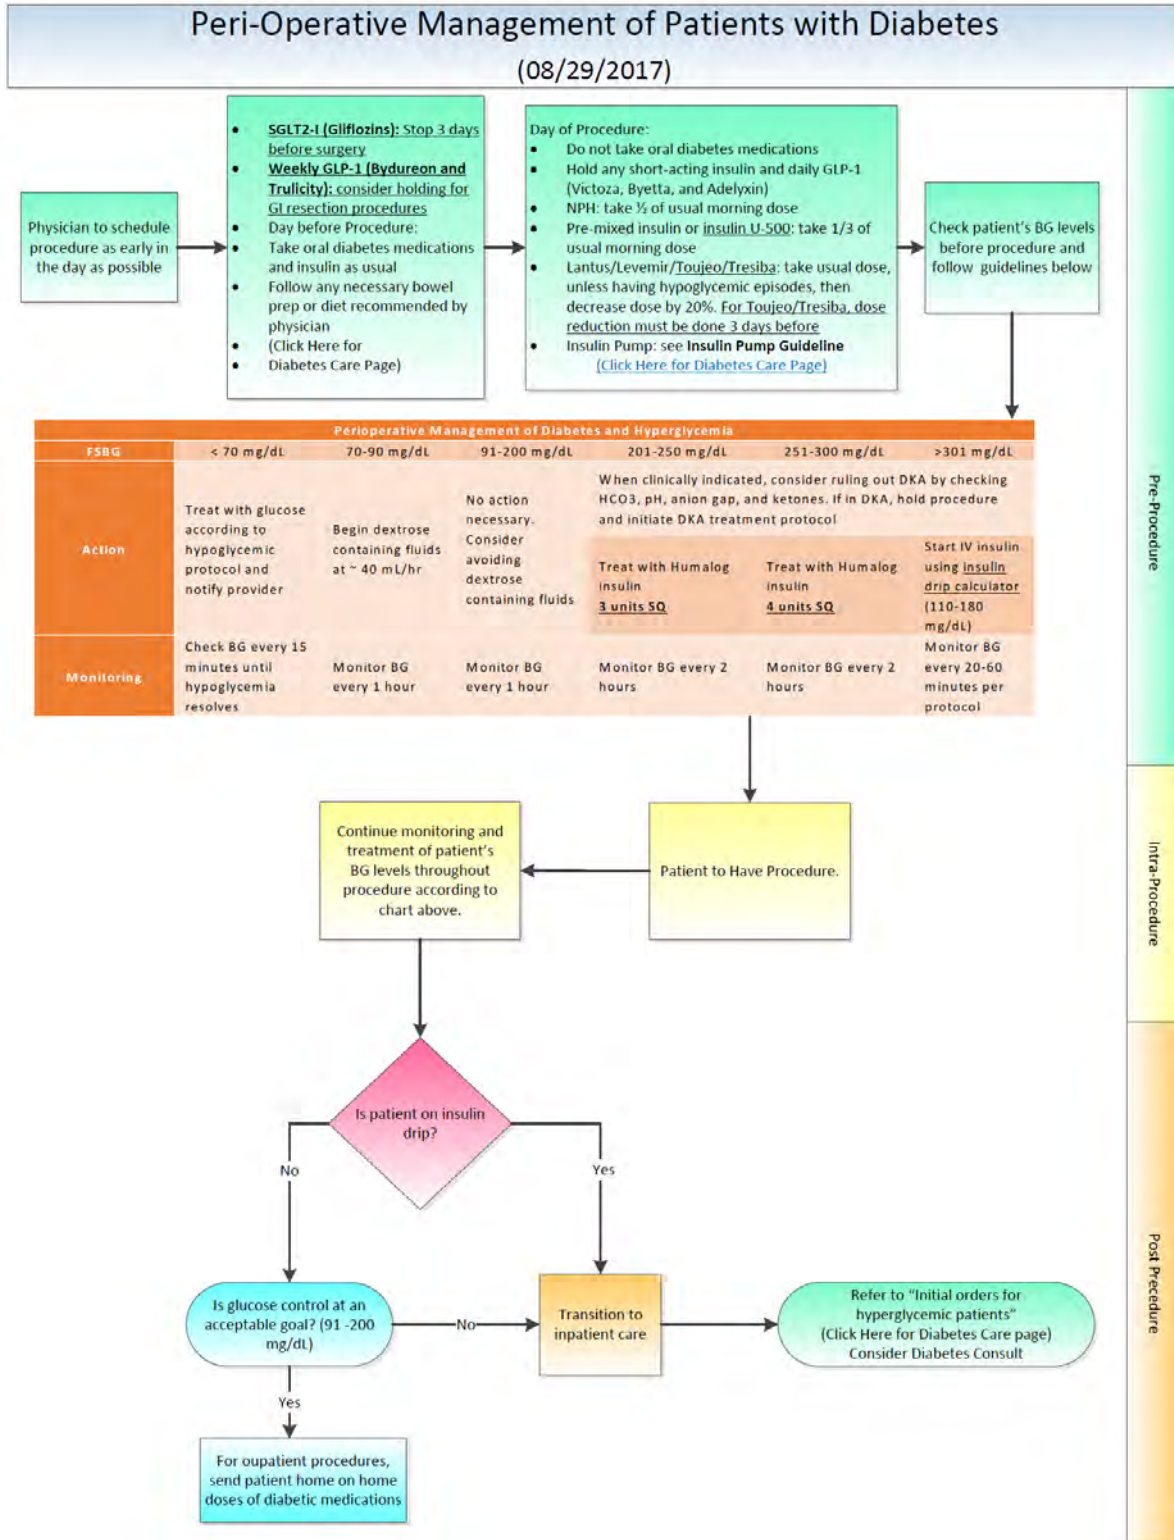 Peri-Operative Management of Patients with Diabetes
(08/29/2017)
Physician to schedule
procedure as early in
the day as possible
• SGLT2-I (Gliflozins): Stop 3 days
before surgery
• Weekly GLP-1 (Bydureon and
Trulicity): consider holding for
GI resection procedures
• Day before Procedure:
• Take oral diabetes medications
and insulin as usual
• Follow any necessary bowel
prep or diet recommended by
physician
• (Click Here for
• Diabetes Care Page)
Day of Procedure:
• Do not take oral diabetes medications
• Hold any short-acting insulin and daily GLP-1
(Victoza, Byetta, and Adelyxin)
• NPH: take ½ of usual morning dose
• Pre-mixed insulin or insulin U-500: take 1/3 of
usual morning dose
• Lantus/Levemir/Toujeo/Tresiba: take usual dose,
unless having hypoglycemic episodes, then
decrease dose by 20%. For Toujeo/Tresiba, dose
reduction must be done 3 days before
• Insulin Pump: see Insulin Pump Guideline
(Click Here for Diabetes Care Page)
Check patient's BG levels
before procedure and
follow guidelines below
Perioperative Management of Diabetes and Hyperglycemia
FSBG < 70 mg/dL 70-90 mg/dL 91-200 mg/dL 201-250 mg/dL 251-300 mg/dL >301 mg/dL
Action
Treat with glucose
according to
hypoglycemic
protocol and
notify provider
Begin dextrose
containing fluids
at ~ 40 mL/hr
No action
necessary.
Consider
avoiding
dextrose
containing fluids
When clinically indicated, consider ruling out DKA by checking
HCO3, pH, anion gap, and ketones. If in DKA, hold procedure
and initiate DKA treatment protocol
Treat with Humalog
insulin
3 units SQ
Treat with Humalog
insulin
4 units SQ
Start IV insulin
using insulin
drip calculator
(110-180
mg/dL)
Monitoring
Check BG every 15
minutes until
hypoglycemia
resolves
Monitor BG
every 1 hour
Monitor BG
every 1 hour
Monitor BG every 2
hours
Monitor BG every 2
hours
Monitor BG
every 20-60
minutes per
protocol
Pre-Procedure
Continue monitoring and
treatment of patient's
BG levels throughout
procedure according to
chart above.
Patient to Have Procedure.
Intra-Procedure
Is patient on insulin
drip?
No
Yes
Is glucose control at an
acceptable goal? (91 -200
mg/dL)
No
Transition to
inpatient care
Refer to "Initial orders for
hyperglycemic patients"
(Click Here for Diabetes Care page)
Consider Diabetes Consult
Yes
For oupatient procedures,
send patient home on home
doses of diabetic medications
Post Precedure